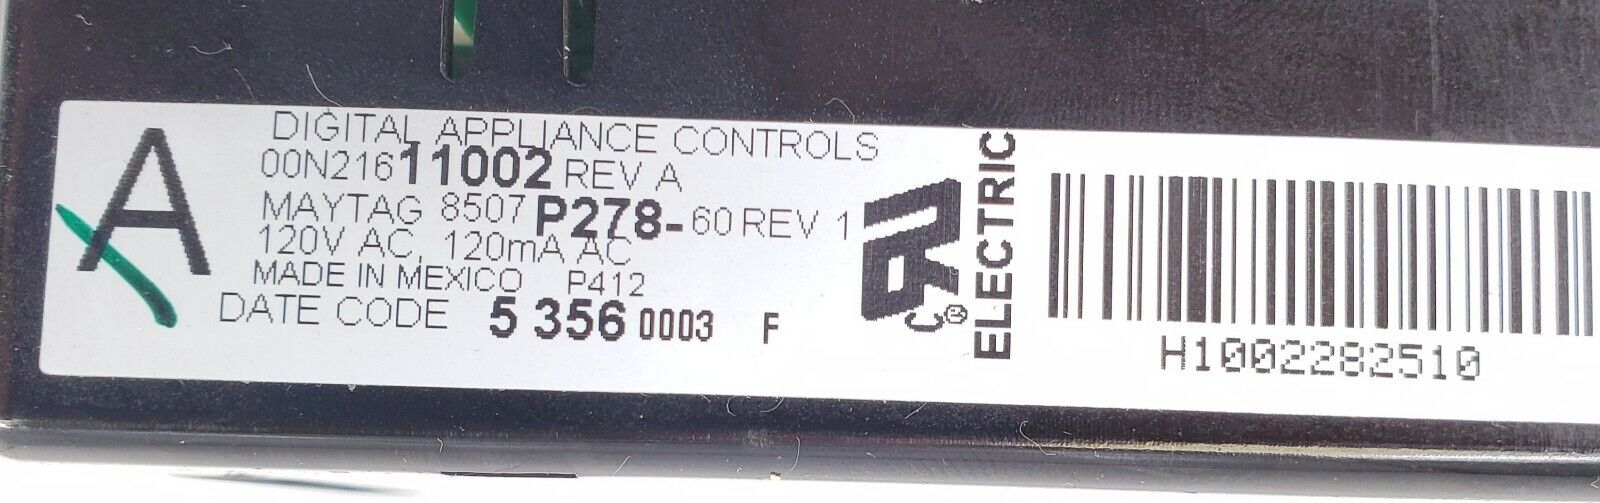 A
DIGITAL APPLIANCE CONTROLS
00N21611002 REV A
MAYTAG 8507P278-60 REV 1
120V AC, 120mA AC
MADE IN MEXICO P412
DATE CODE 5 356 0003 F
c RU ®
ELECTRIC
H1002282510